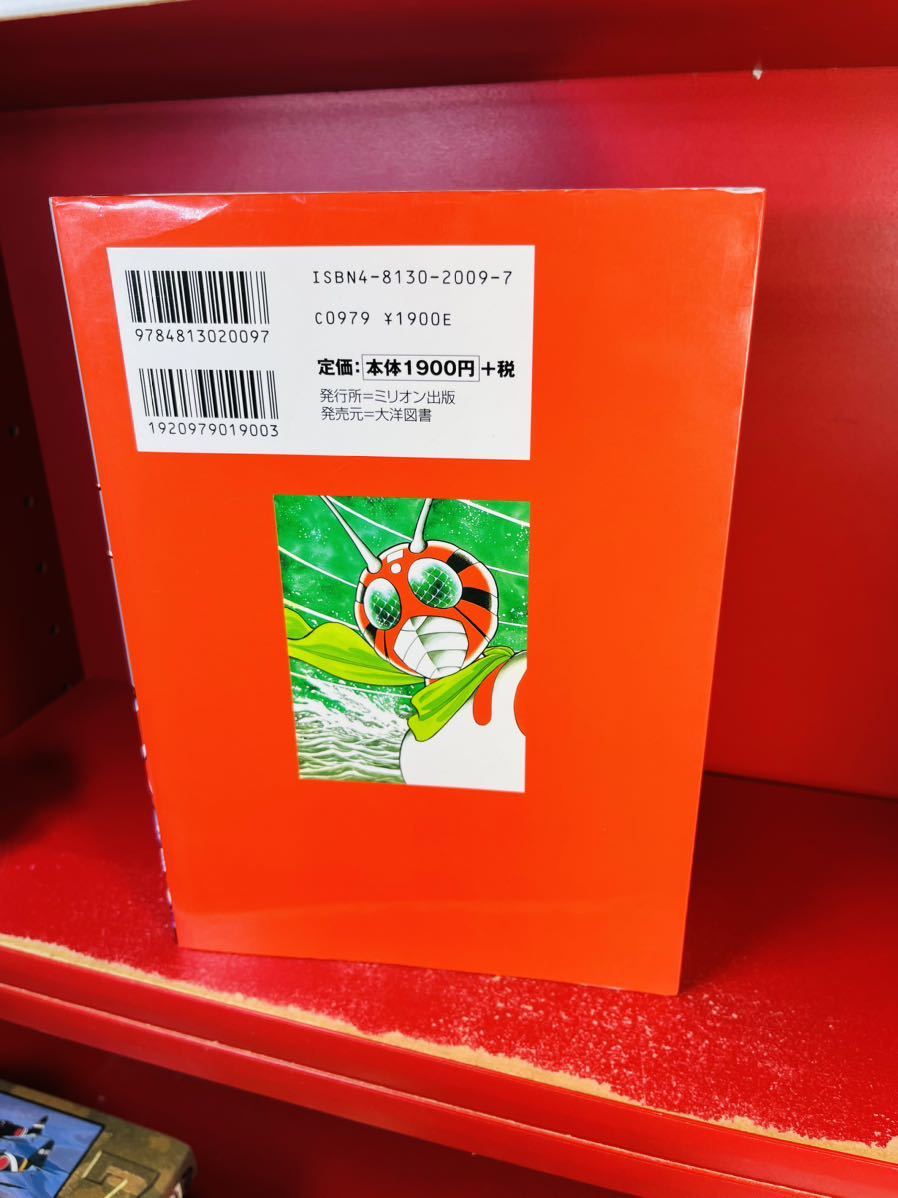 ISBN4-8130-2009-7
C0979 ¥1900E
9784813020097
定価：本体1900円+税
発行所＝ミリオン出版
発売元＝大洋図書
1920979019003